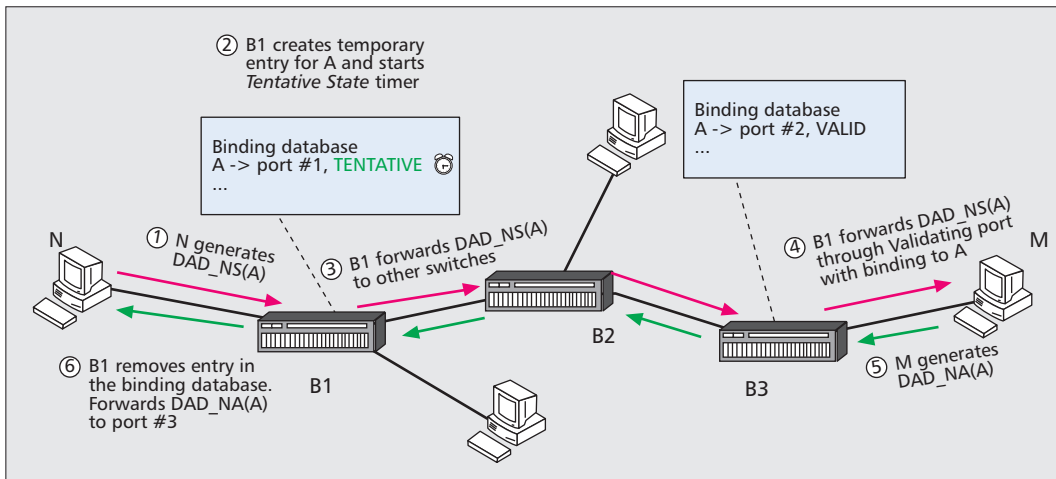 ② B1 creates temporary
entry for A and starts
Tentative State timer
Binding database
A -> port #1, TENTATIVE
...
Binding database
A -> port #2, VALID
...
N
① N generates
DAD_NS(A)
③ B1 forwards DAD_NS(A)
to other switches
④ B1 forwards DAD_NS(A)
through Validating port
with binding to A
M
B2
⑥ B1 removes entry in
the binding database.
Forwards DAD_NA(A)
to port #3
B1
B3
⑤ M generates
DAD_NA(A)